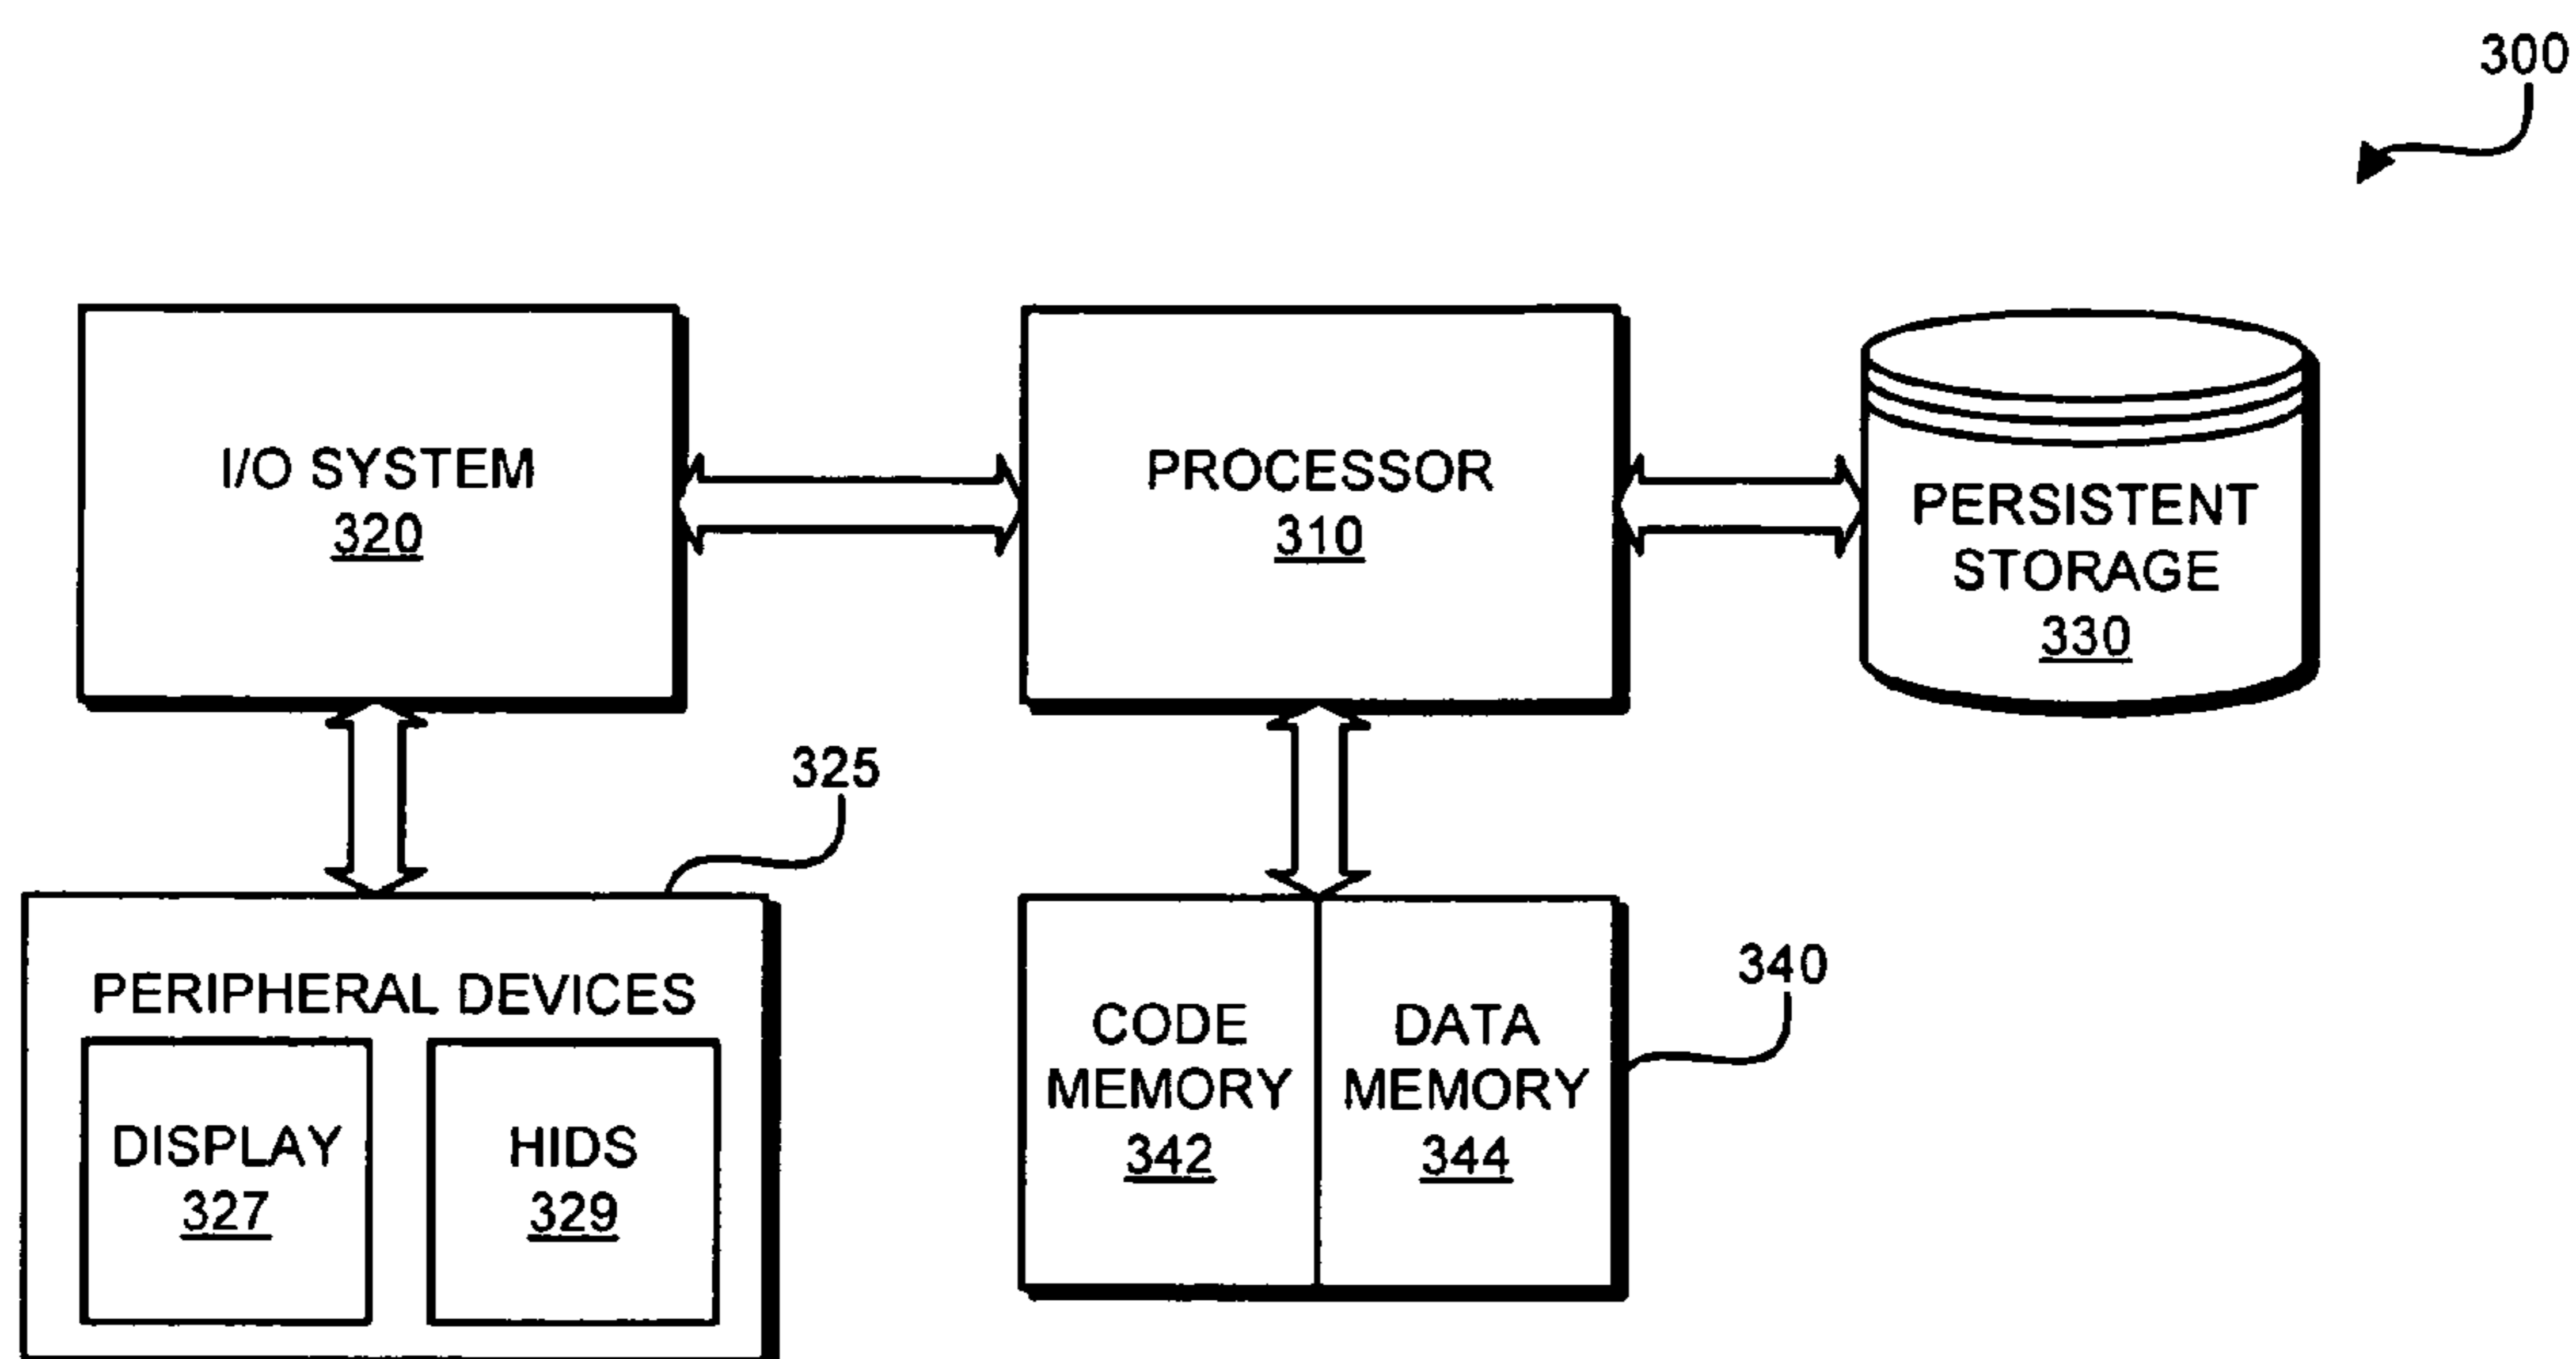 300
I/O SYSTEM
320
PROCESSOR
310
PERSISTENT
STORAGE
330
325
PERIPHERAL DEVICES
DISPLAY
327
HIDS
329
340
CODE
MEMORY
342
DATA
MEMORY
344